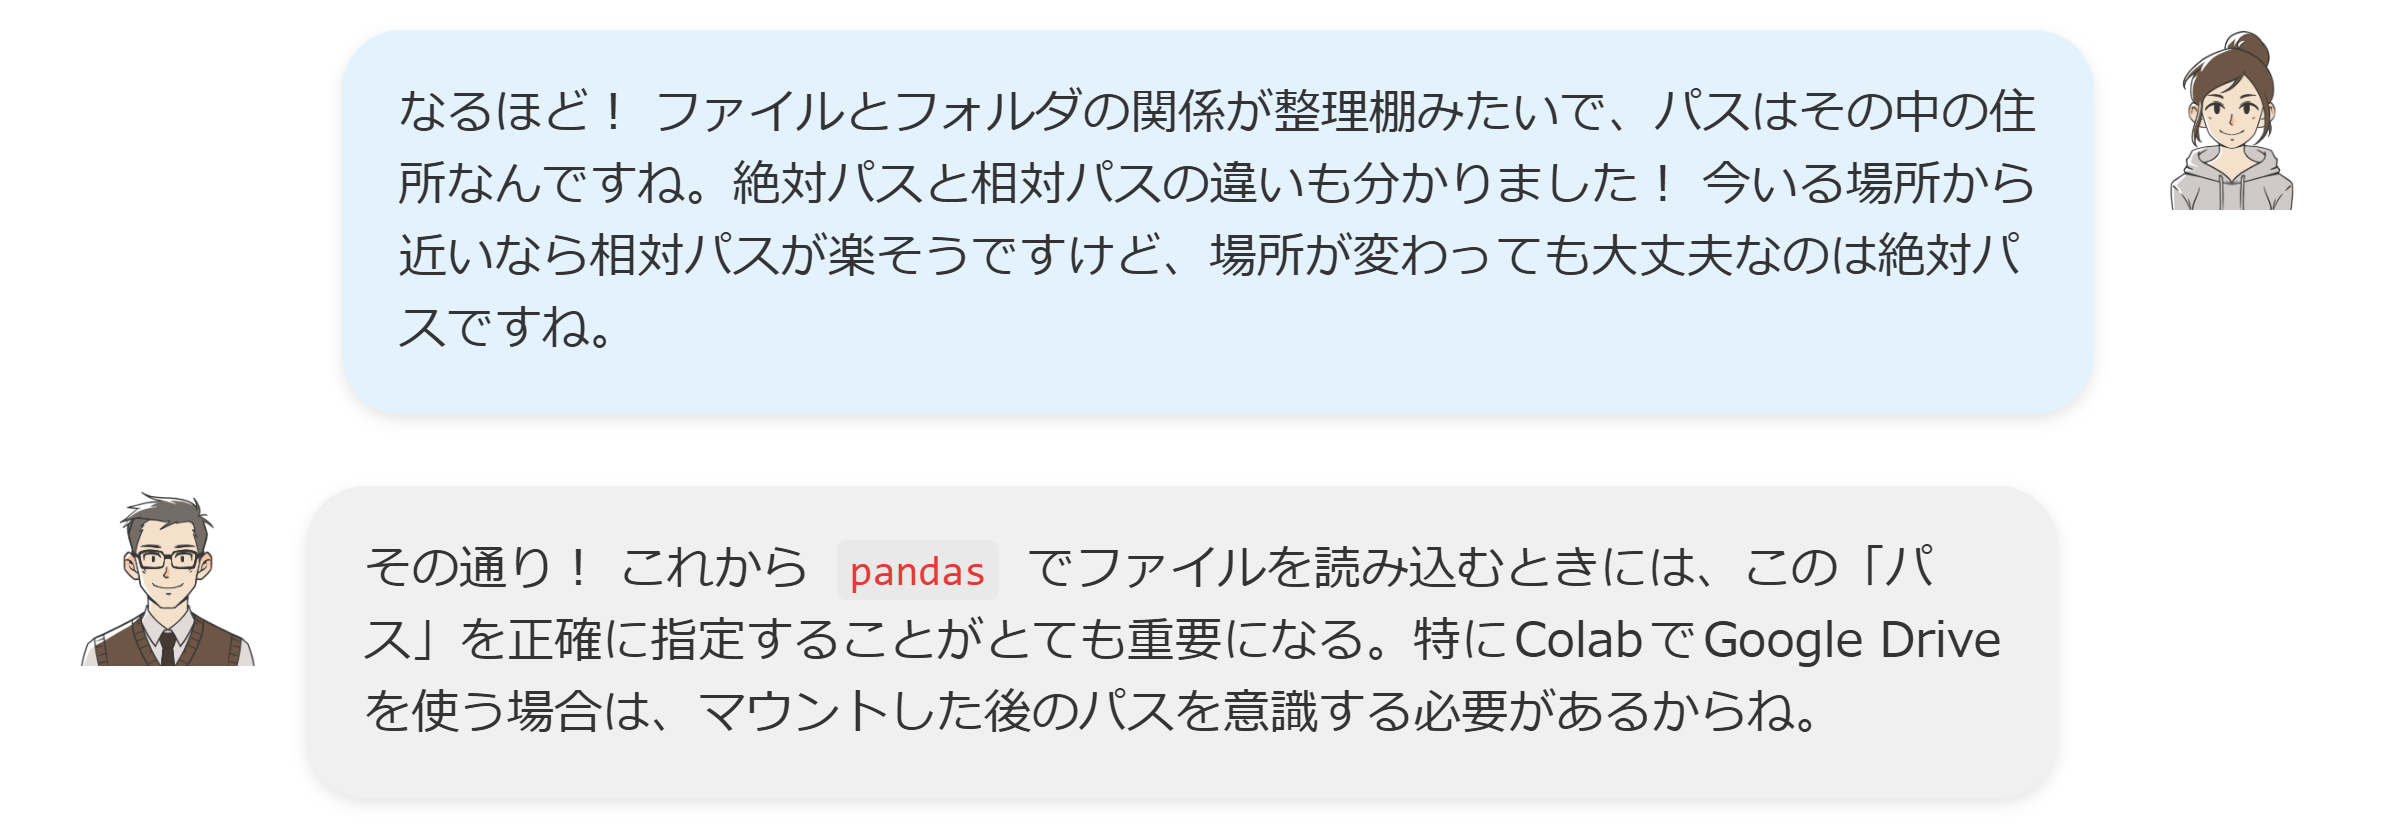 なるほど！ ファイルとフォルダの関係が整理棚みたいで、パスはその中の住
所なんですね。絶対パスと相対パスの違いも分かりました！ 今いる場所から
近いなら相対パスが楽そうですけど、場所が変わっても大丈夫なのは絶対パ
スですね。
その通り！ これから pandas でファイルを読み込むときには、この「パ
ス」を正確に指定することがとても重要になる。特にColabでGoogle Drive
を使う場合は、マウントした後のパスを意識する必要があるからね。